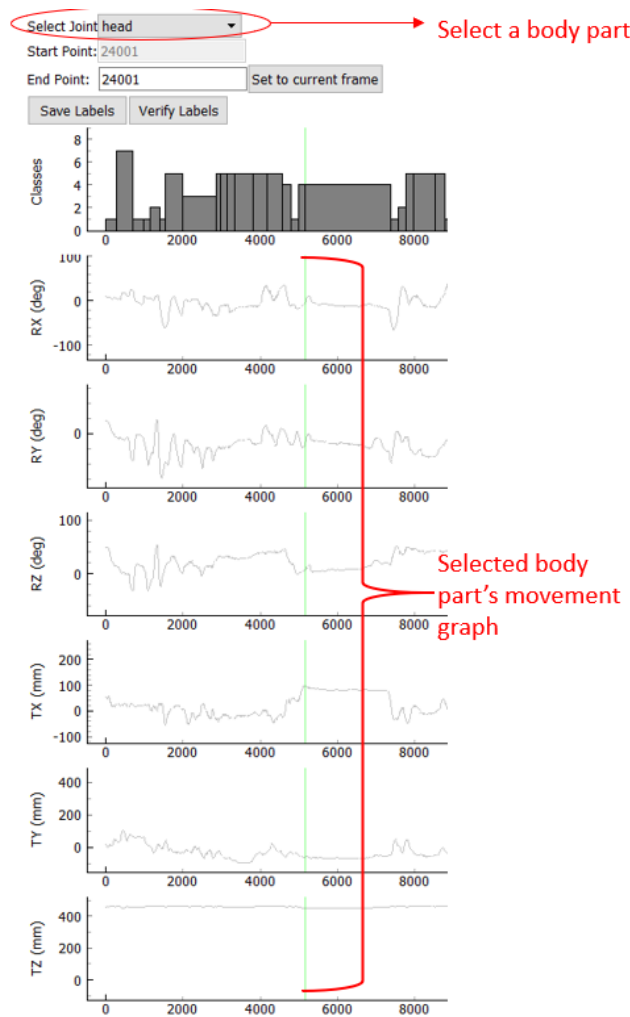 Select Joint head
Select a body part
Start Point: 24001
End Point: 24001 Set to current frame
Save Labels Verify Labels
Classes
8
6
4
2
0
0 2000 4000 6000 8000
RX (deg)
100
0
-100
0 2000 4000 6000 8000
RY (deg)
0
0 2000 4000 6000 8000
RZ (deg)
100
0
0 2000 4000 6000 8000
Selected body
part's movement
graph
TX (mm)
200
100
0
-100
0 2000 4000 6000 8000
TY (mm)
400
200
0
0 2000 4000 6000 8000
TZ (mm)
400
200
0
0 2000 4000 6000 8000